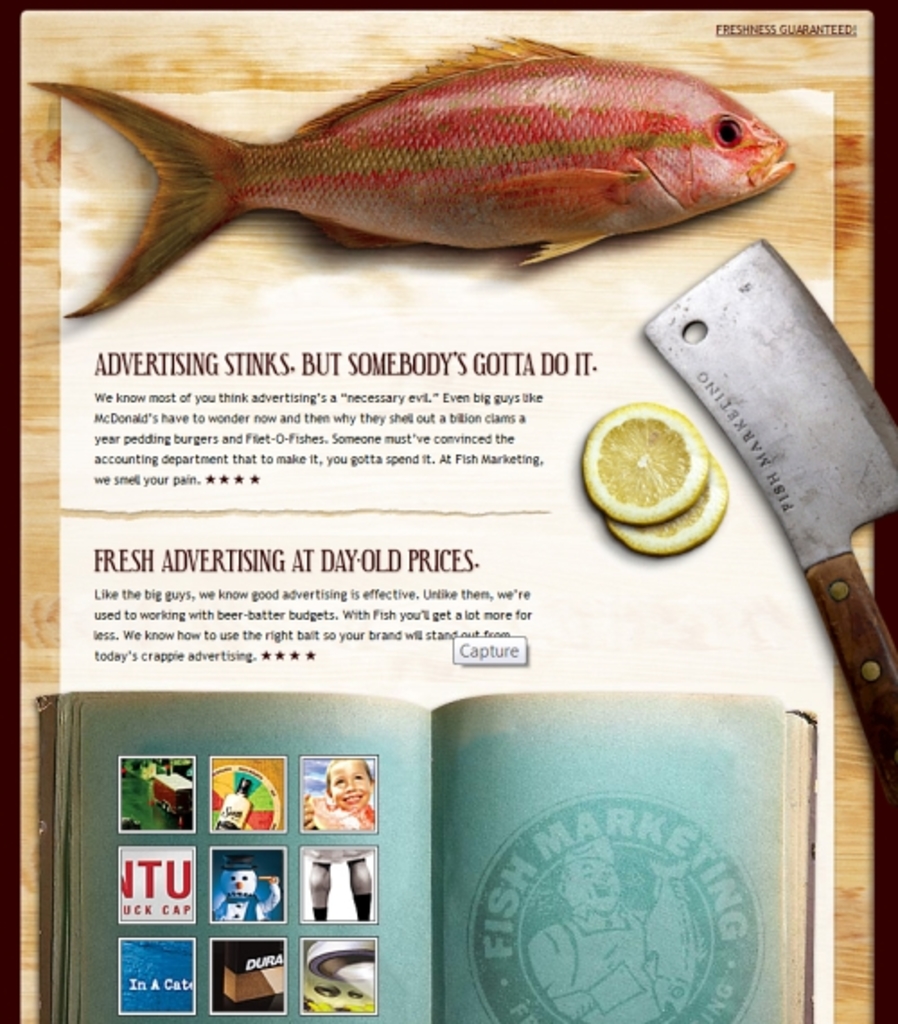 FRESHNESS GUARANTEED!
ADVERTISING STINKS. BUT SOMEBODY'S GOTTA DO IT.
We know most of you think advertising's a "necessary evil." Even big guys like
McDonald's have to wonder now and then why they shell out a billion clams a
year peddling burgers and Filet-O-Fishes. Someone must've convinced the
accounting department that to make it, you gotta spend it. At Fish Marketing,
we smell your pain. ★★★★
FISH MARKETING
FRESH ADVERTISING AT DAY-OLD PRICES.
Like the big guys, we know good advertising is effective. Unlike them, we're
used to working with beer-batter budgets. With Fish you'll get a lot more for
less. We know how to use the right bait so your brand will stand out from
today's crappie advertising. ★★★★
Capture
NTU
UCK CAP
In A Cate
DURA
FISH MARKETING